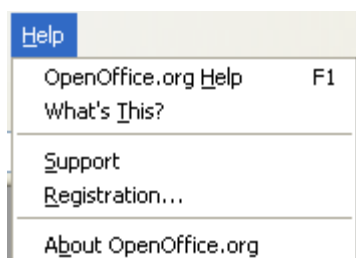 Help
OpenOffice.org Help F1
What's This?
Support
Registration...
About OpenOffice.org